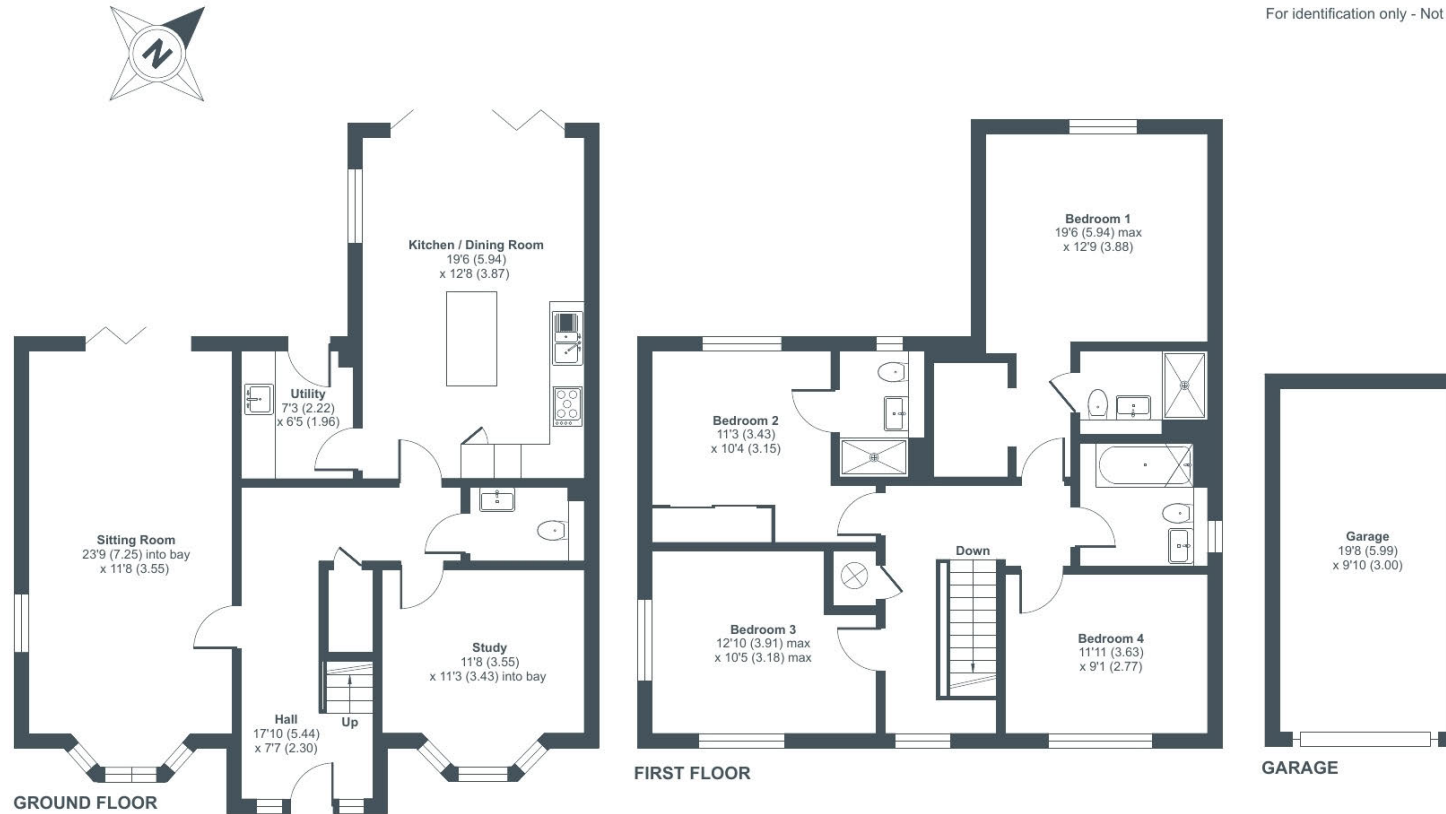 For identification only - Not
N
Kitchen / Dining Room
19'6 (5.94)
x 12'8 (3.87)
Utility
7'3 (2.22)
x 6'5 (1.96)
Sitting Room
23'9 (7.25) into bay
x 11'8 (3.55)
Study
11'8 (3.55)
x 11'3 (3.43) into bay
Hall
17'10 (5.44)
x 7'7 (2.30)
Up
GROUND FLOOR
Bedroom 1
19'6 (5.94) max
x 12'9 (3.88)
Bedroom 2
11'3 (3.43)
x 10'4 (3.15)
Down
Bedroom 3
12'10 (3.91) max
x 10'5 (3.18) max
Bedroom 4
11'11 (3.63)
x 9'1 (2.77)
FIRST FLOOR
Garage
19'8 (5.99)
x 9'10 (3.00)
GARAGE